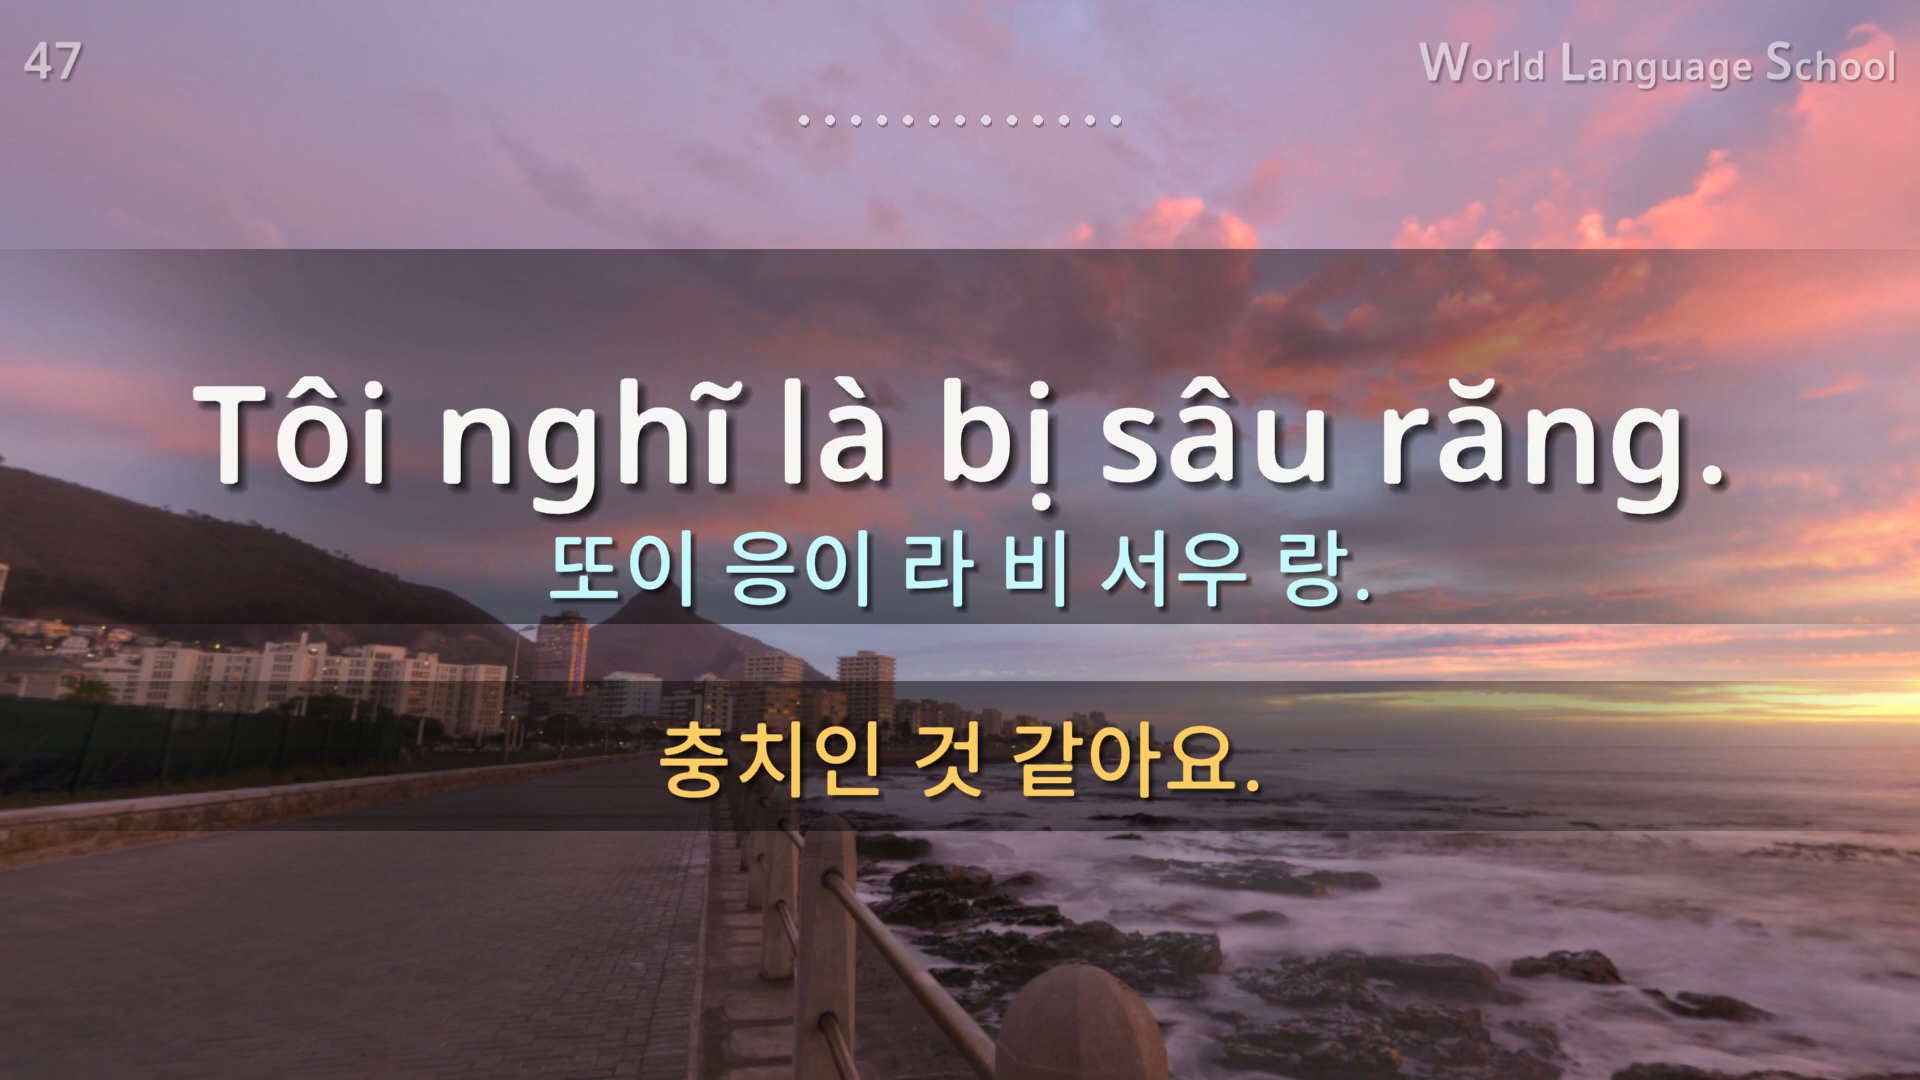 47
World Language School
Tôi nghĩ là bị sâu răng.
또이 응이 라 비 서우 랑.
충치인 것 같아요.